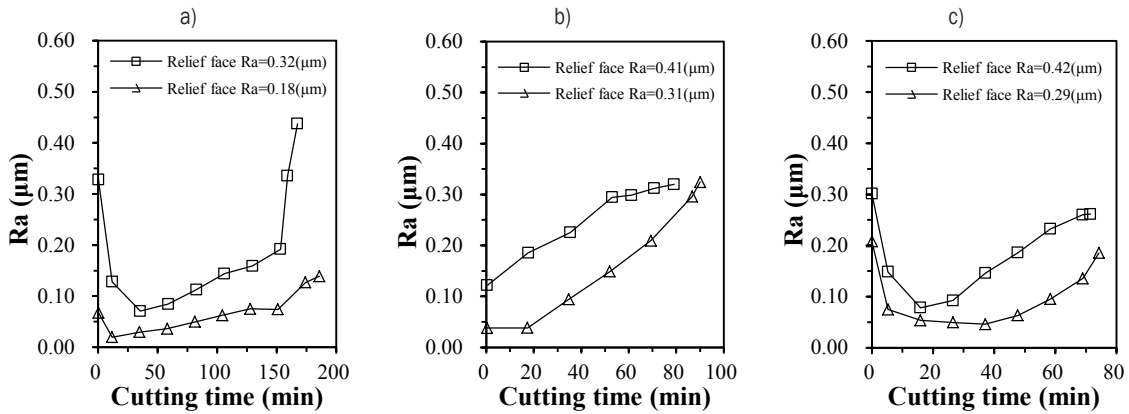 a)
0.60
0.50
0.40
0.30
0.20
0.10
0.00
Ra (μm)
Relief face Ra=0.32(μm)
Relief face Ra=0.18(μm)
0 50 100 150 200
Cutting time (min)
b)
0.60
0.50
0.40
0.30
0.20
0.10
0.00
Ra (μm)
Relief face Ra=0.41(μm)
Relief face Ra=0.31(μm)
0 20 40 60 80 100
Cutting time (min)
c)
0.60
0.50
0.40
0.30
0.20
0.10
0.00
Ra (μm)
Relief face Ra=0.42(μm)
Relief face Ra=0.29(μm)
0 20 40 60 80
Cutting time (min)